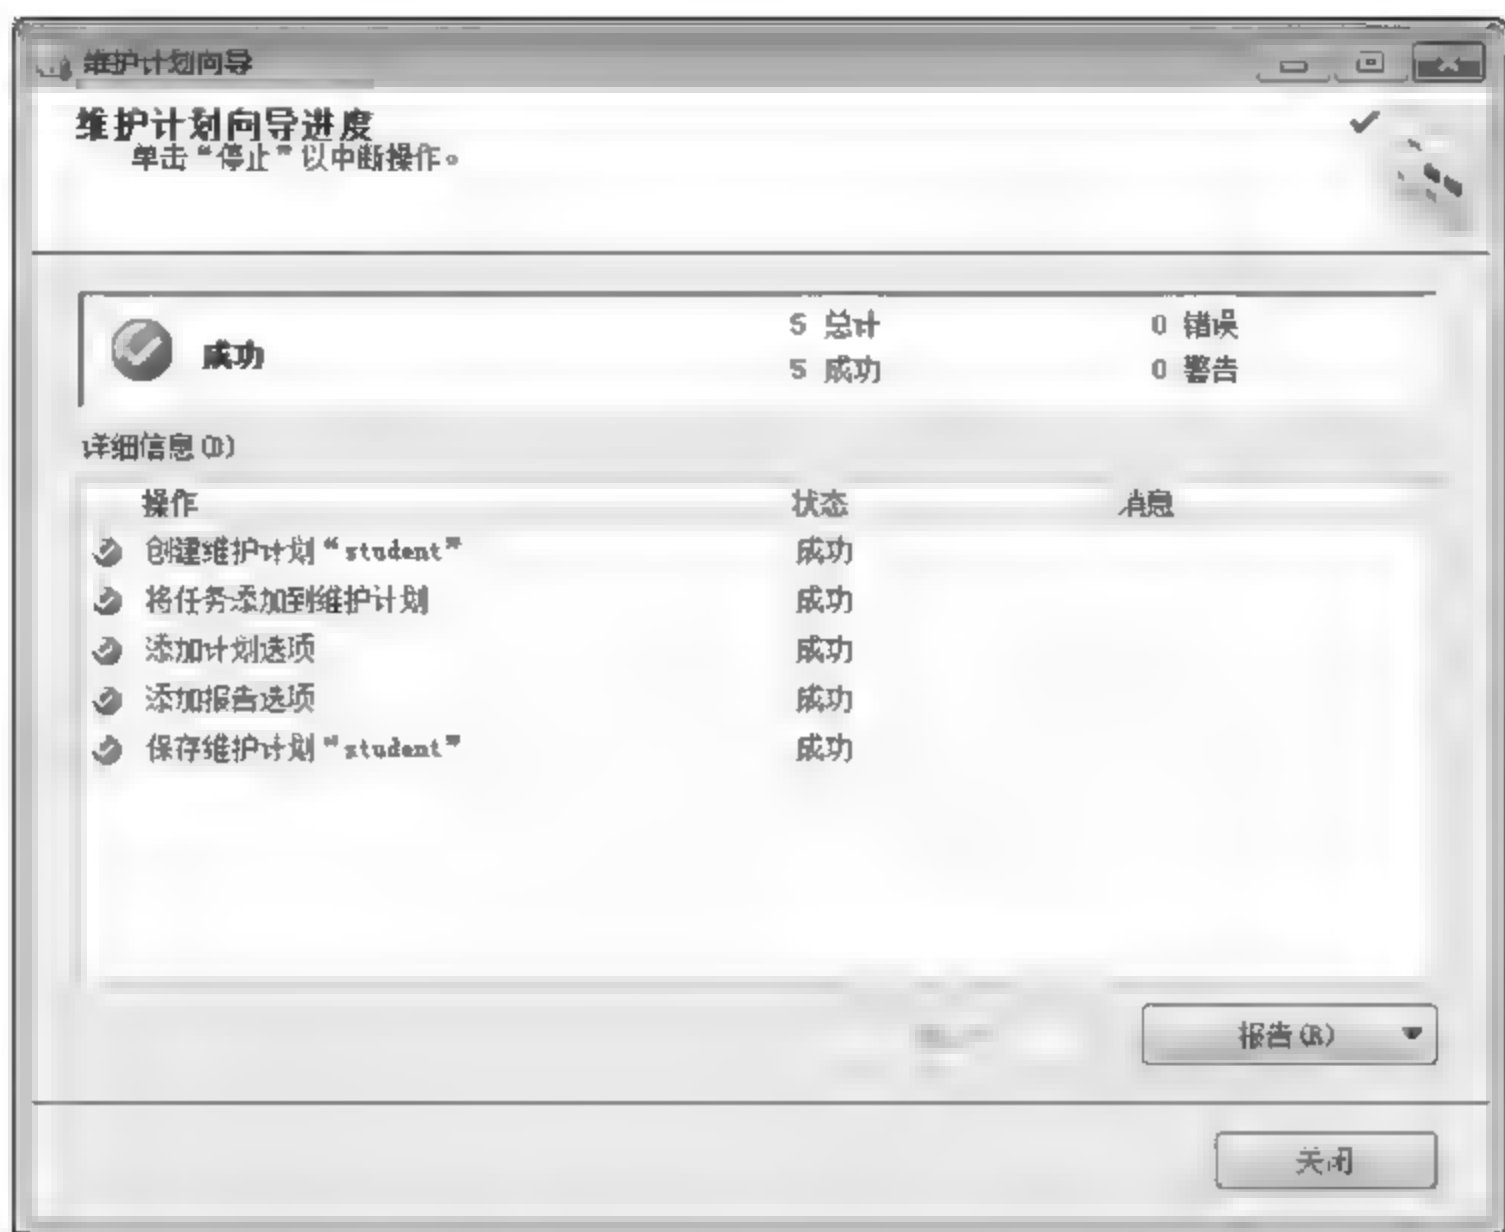 维护计划向导
维护计划向导进度
单击“停止”以中断操作。
成功
5 总计
0 错误
5 成功
0 警告
详细信息(D)
操作 状态 消息
创建维护计划“student” 成功
将任务添加到维护计划 成功
添加计划选项 成功
添加报告选项 成功
保存维护计划“student” 成功
报告(R)
关闭